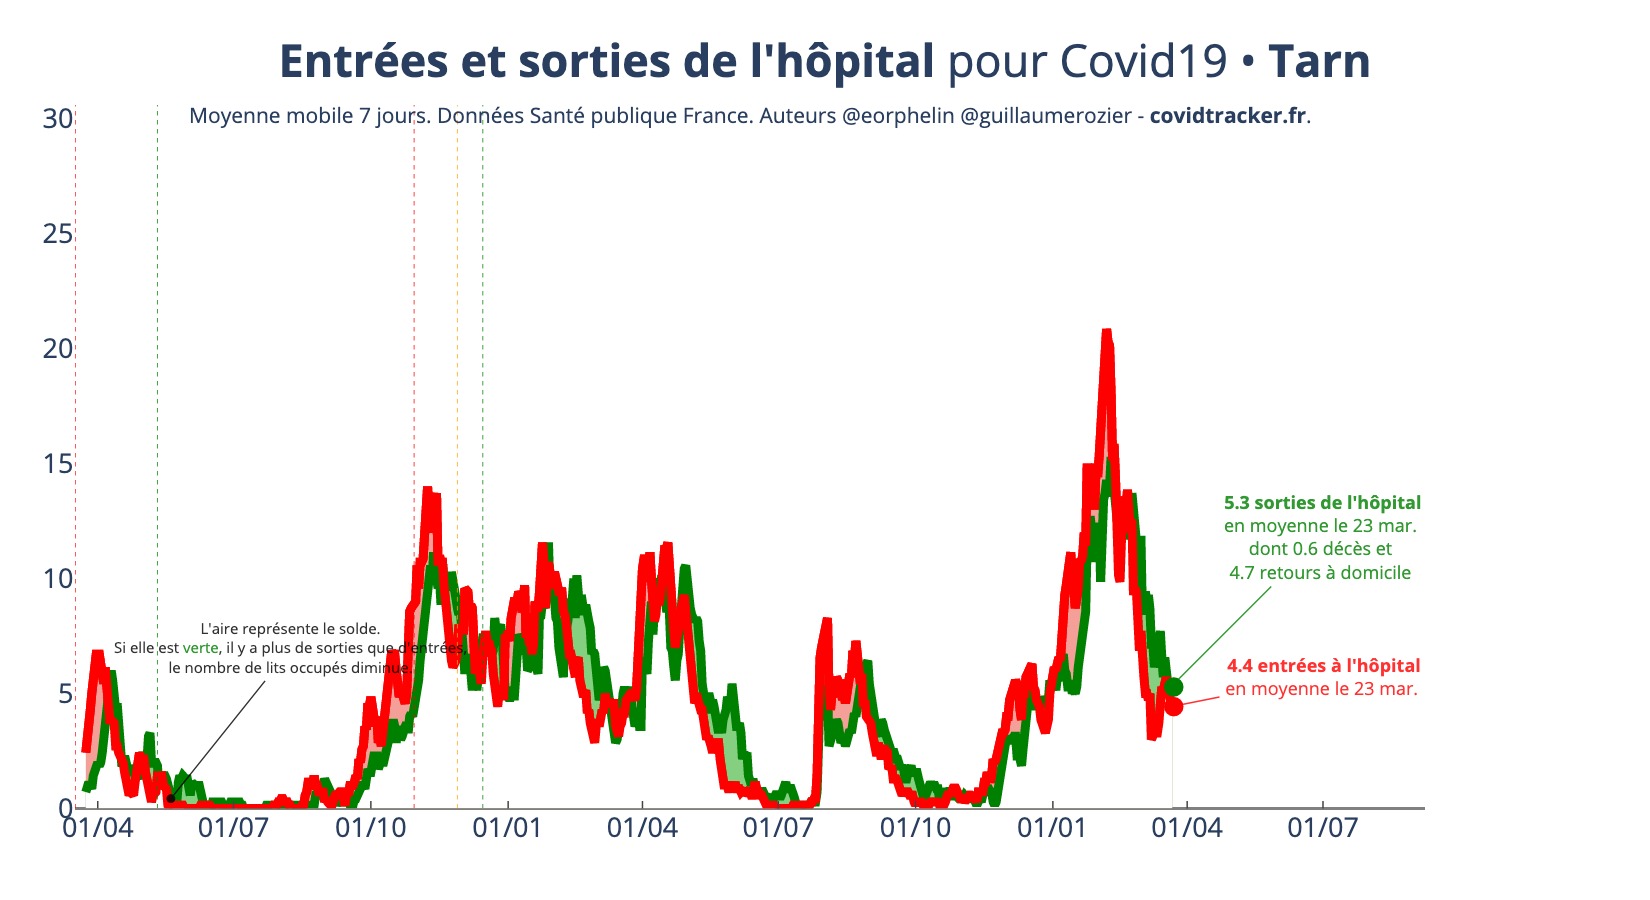 Entrées et sorties de l'hôpital pour Covid19 • Tarn
Moyenne mobile 7 jours. Données Santé publique France. Auteurs @eorphelin @guillaumerozier - covidtracker.fr.
30
25
20
15
10
5
0
L'aire représente le solde.
Si elle est verte, il y a plus de sorties que d'entrées,
le nombre de lits occupés diminue.
5.3 sorties de l'hôpital
en moyenne le 23 mar.
dont 0.6 décès et
4.7 retours à domicile
4.4 entrées à l'hôpital
en moyenne le 23 mar.
01/04 01/07 01/10 01/01 01/04 01/07 01/10 01/01 01/04 01/07